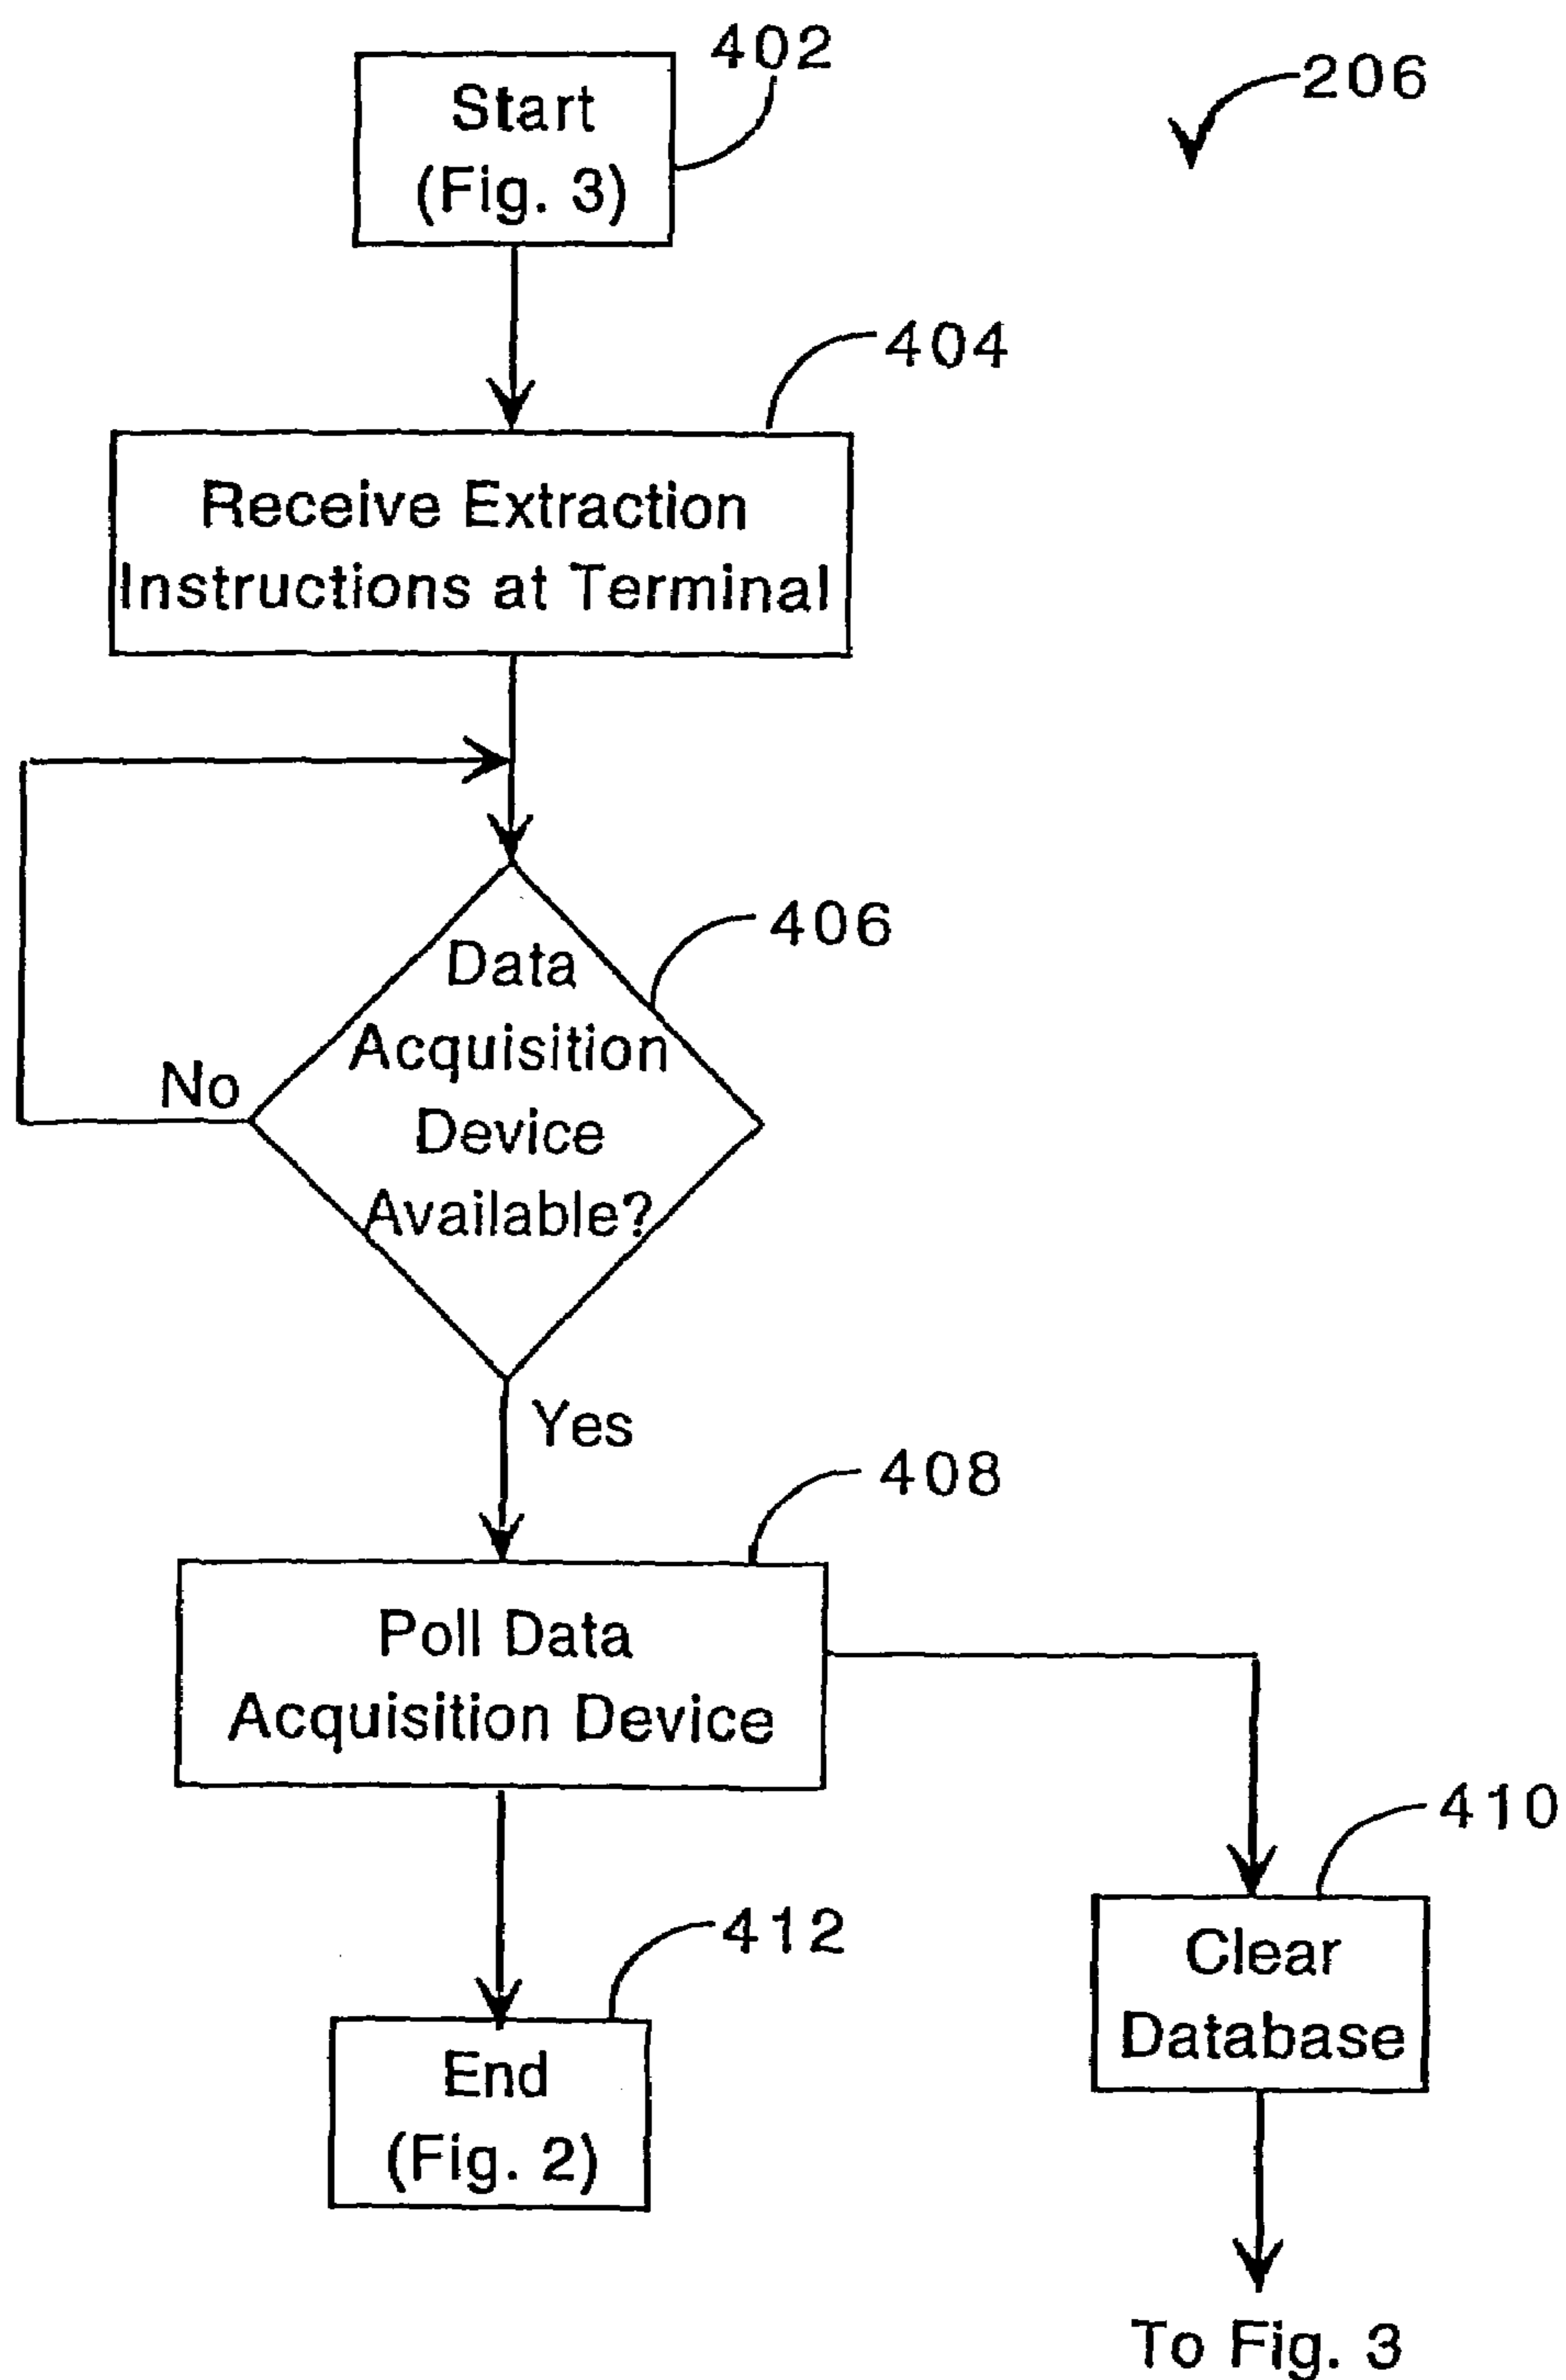 402
206
Start
(Fig. 3)
404
Receive Extraction
Instructions at Terminal
406
Data
Acquisition
Device
Available?
No
Yes
408
Poll Data
Acquisition Device
410
412
Clear
Database
End
(Fig. 2)
To Fig. 3